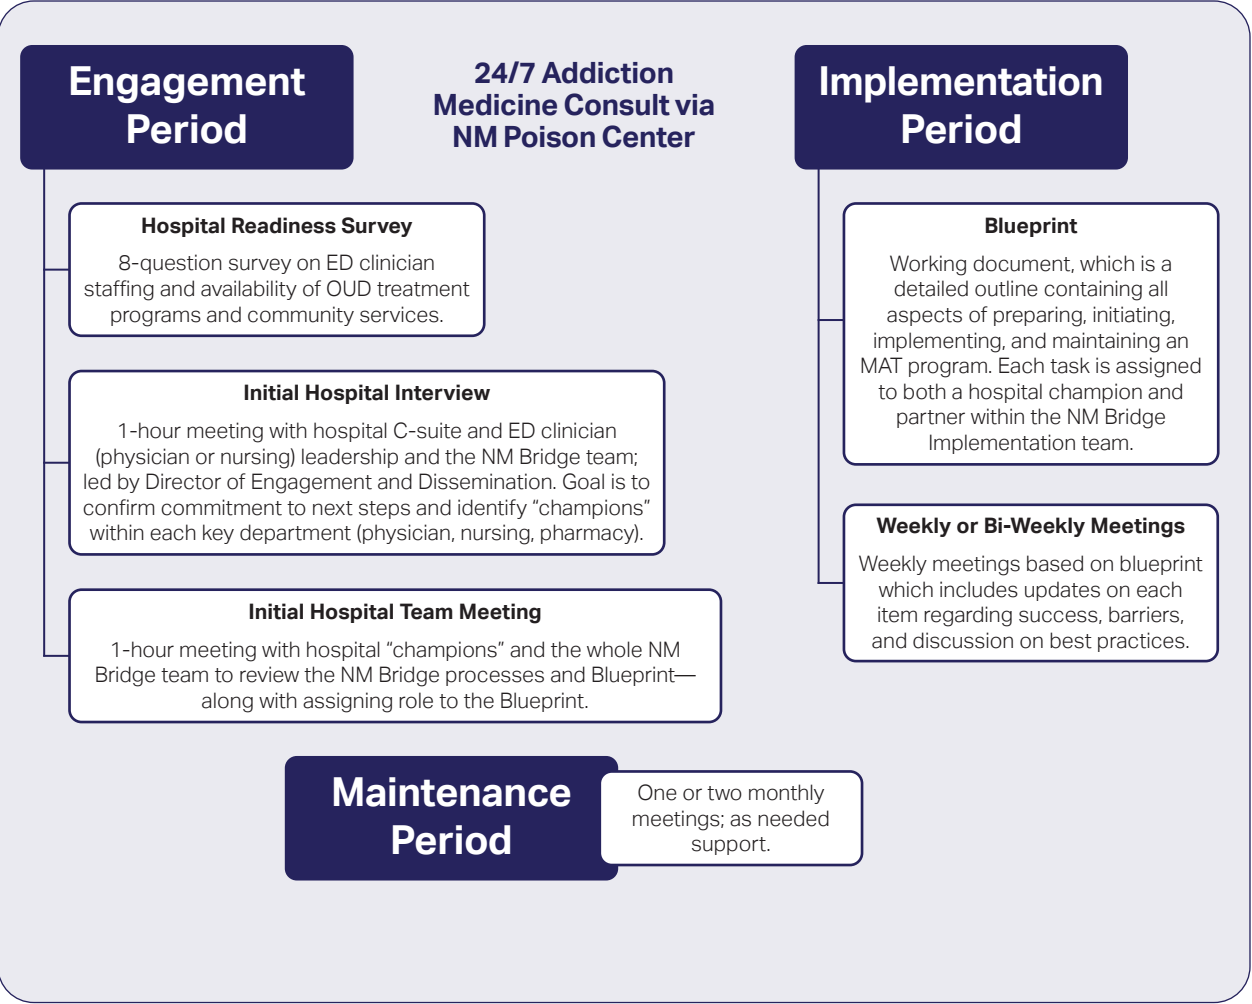 Engagement
Period
Hospital Readiness Survey
8-question survey on ED clinician
staffing and availability of OUD treatment
programs and community services.
Initial Hospital Interview
1-hour meeting with hospital C-suite and ED clinician
(physician or nursing) leadership and the NM Bridge team;
led by Director of Engagement and Dissemination. Goal is to
confirm commitment to next steps and identify “champions”
within each key department (physician, nursing, pharmacy).
Initial Hospital Team Meeting
1-hour meeting with hospital “champions” and the whole NM
Bridge team to review the NM Bridge processes and Blueprint—
along with assigning role to the Blueprint.
24/7 Addiction
Medicine Consult via
NM Poison Center
Implementation
Period
Blueprint
Working document, which is a
detailed outline containing all
aspects of preparing, initiating,
implementing, and maintaining an
MAT program. Each task is assigned
to both a hospital champion and
partner within the NM Bridge
Implementation team.
Weekly or Bi-Weekly Meetings
Weekly meetings based on blueprint
which includes updates on each
item regarding success, barriers,
and discussion on best practices.
Maintenance
Period
One or two monthly
meetings; as needed
support.